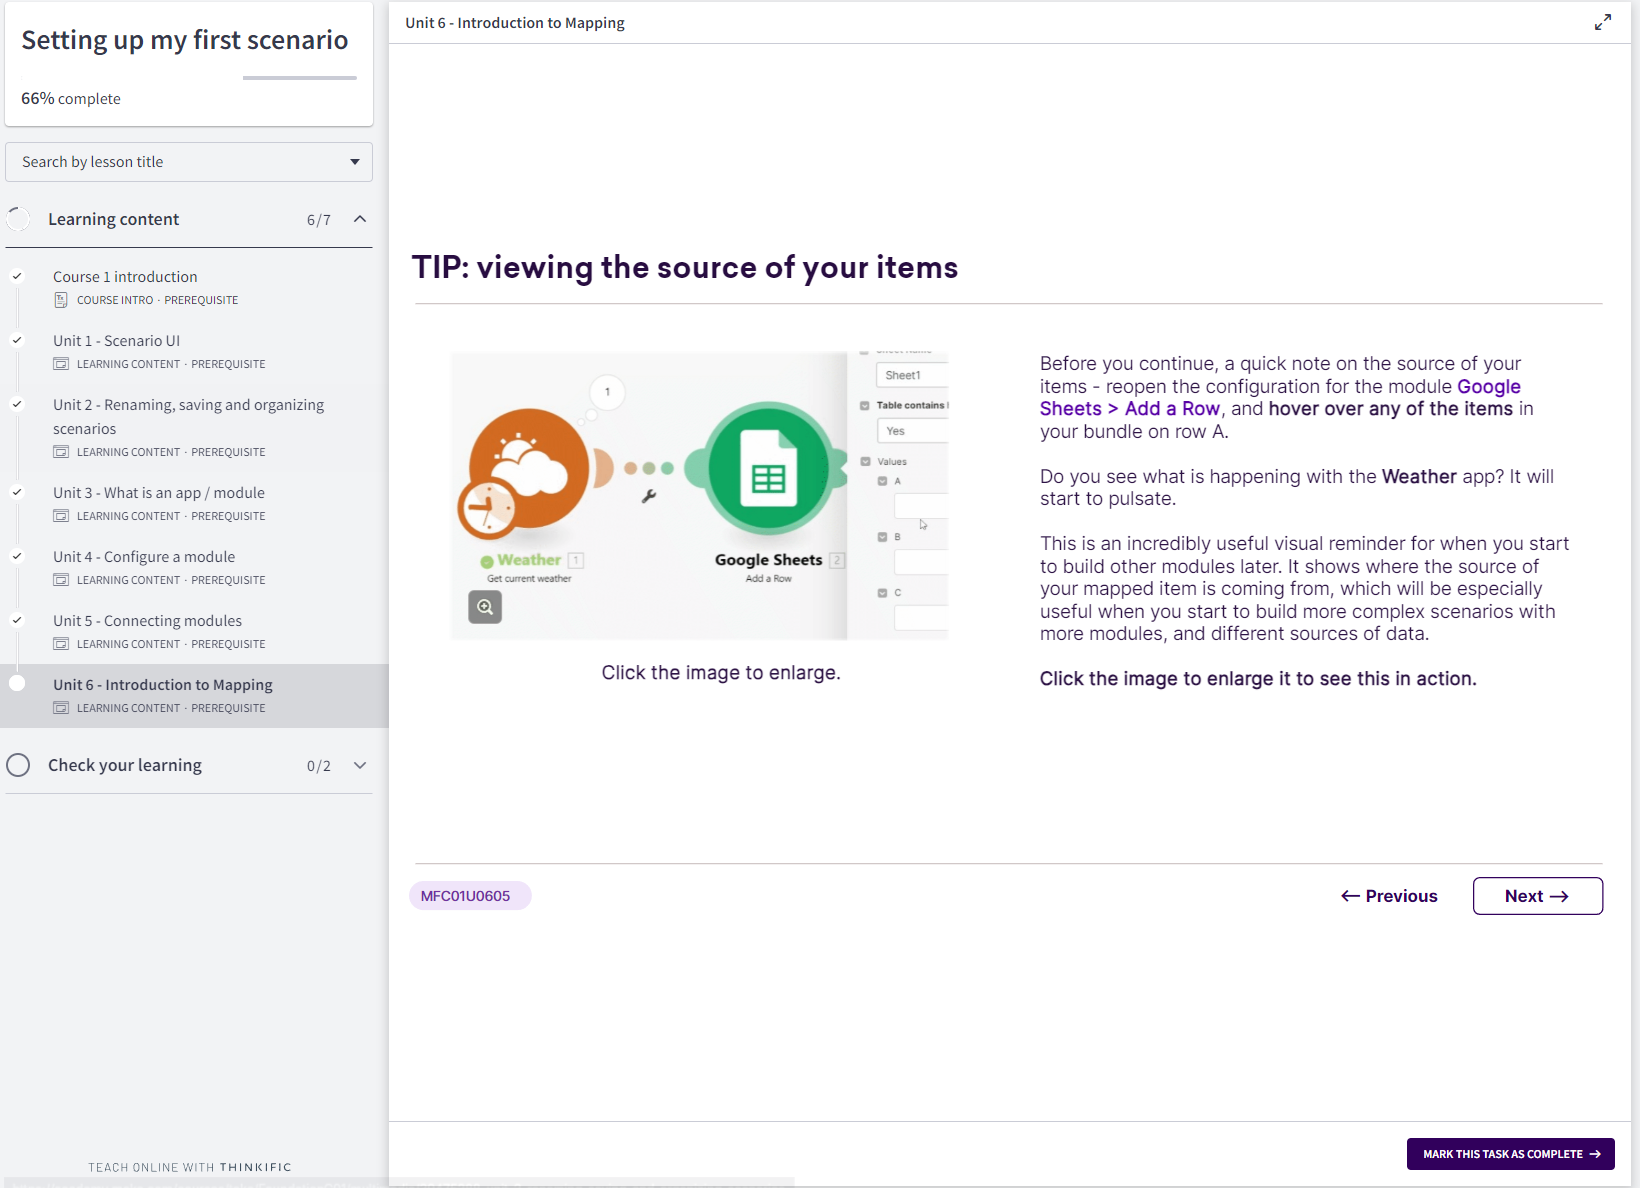 Setting up my first scenario
66% complete
Search by lesson title
Learning content 6/7
Course 1 introduction
COURSE INTRO · PREREQUISITE
Unit 1 - Scenario UI
LEARNING CONTENT · PREREQUISITE
Unit 2 - Renaming, saving and organizing
scenarios
LEARNING CONTENT · PREREQUISITE
Unit 3 - What is an app / module
LEARNING CONTENT · PREREQUISITE
Unit 4 - Configure a module
LEARNING CONTENT · PREREQUISITE
Unit 5 - Connecting modules
LEARNING CONTENT · PREREQUISITE
Unit 6 - Introduction to Mapping
LEARNING CONTENT · PREREQUISITE
Check your learning 0/2
TEACH ONLINE WITH THINKIFIC
Unit 6 - Introduction to Mapping
TIP: viewing the source of your items
1
Weather 1
Get current weather
Google Sheets 2
Add a Row
Sheet1
Table contains
Yes
Values
A
B
C
Click the image to enlarge.
Before you continue, a quick note on the source of your
items - reopen the configuration for the module Google
Sheets > Add a Row, and hover over any of the items in
your bundle on row A.
Do you see what is happening with the Weather app? It will
start to pulsate.
This is an incredibly useful visual reminder for when you start
to build other modules later. It shows where the source of
your mapped item is coming from, which will be especially
useful when you start to build more complex scenarios with
more modules, and different sources of data.
Click the image to enlarge it to see this in action.
MFC01U0605
← Previous
Next →
MARK THIS TASK AS COMPLETE →